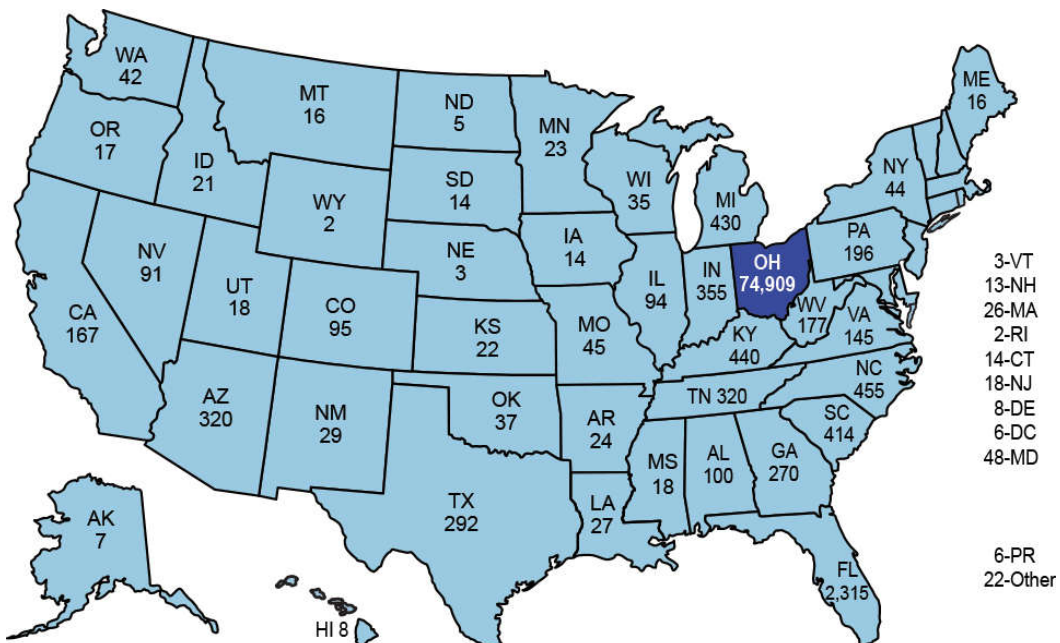 WA
42
OR
17
CA
167
NV
91
ID
21
MT
16
WY
2
UT
18
AZ
320
CO
95
NM
29
ND
5
SD
14
NE
3
KS
22
OK
37
TX
292
MN
23
IA
14
MO
45
AR
24
LA
27
WI
35
IL
94
MI
430
IN
355
OH
74,909
KY
440
TN 320
MS
18
AL
100
GA
270
FL
2,315
SC
414
NC
455
VA
145
WV
177
PA
196
NY
44
ME
16
3-VT
13-NH
26-MA
2-RI
14-CT
18-NJ
8-DE
6-DC
48-MD
6-PR
22-Other
AK
7
HI 8